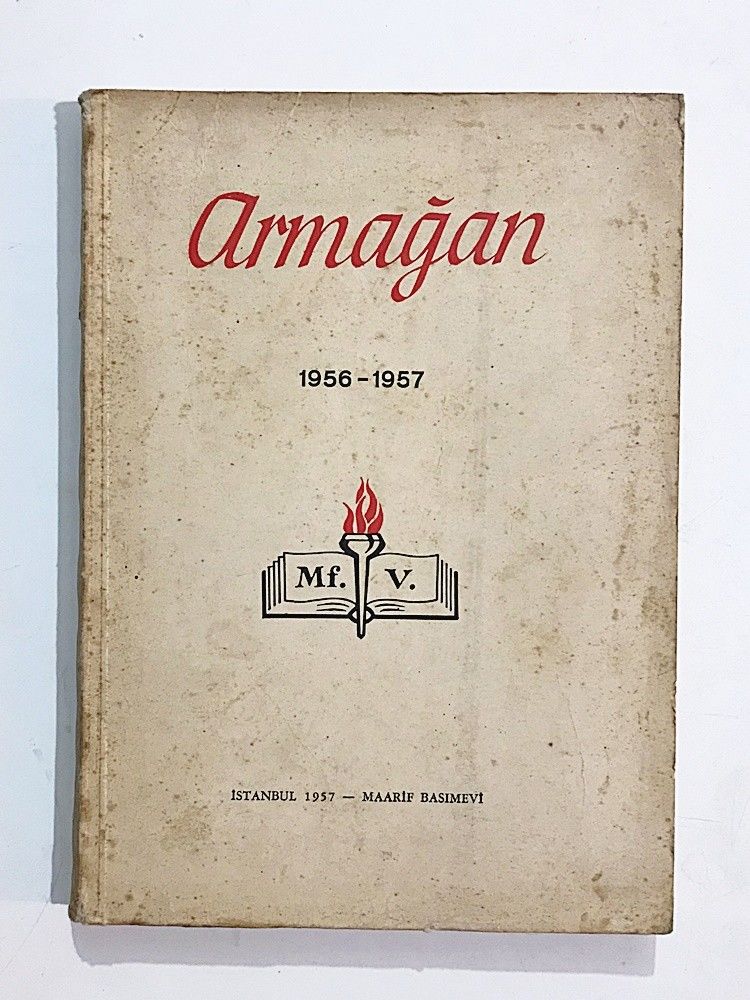 Armağan
1956-1957
Mf. V.
İSTANBUL 1957 — MAARİF BASIMEVİ